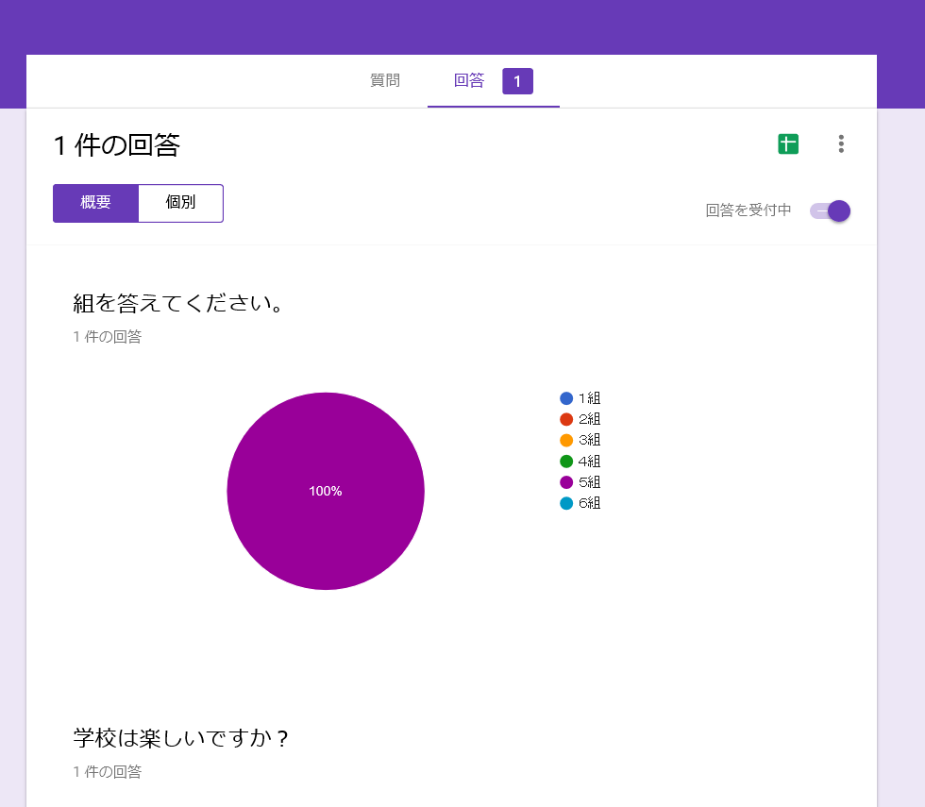 質問 回答 1
1 件の回答
概要 個別
回答を受付中
組を答えてください。
1 件の回答
1組
2組
3組
4組
5組
6組
100%
学校は楽しいですか？
1 件の回答